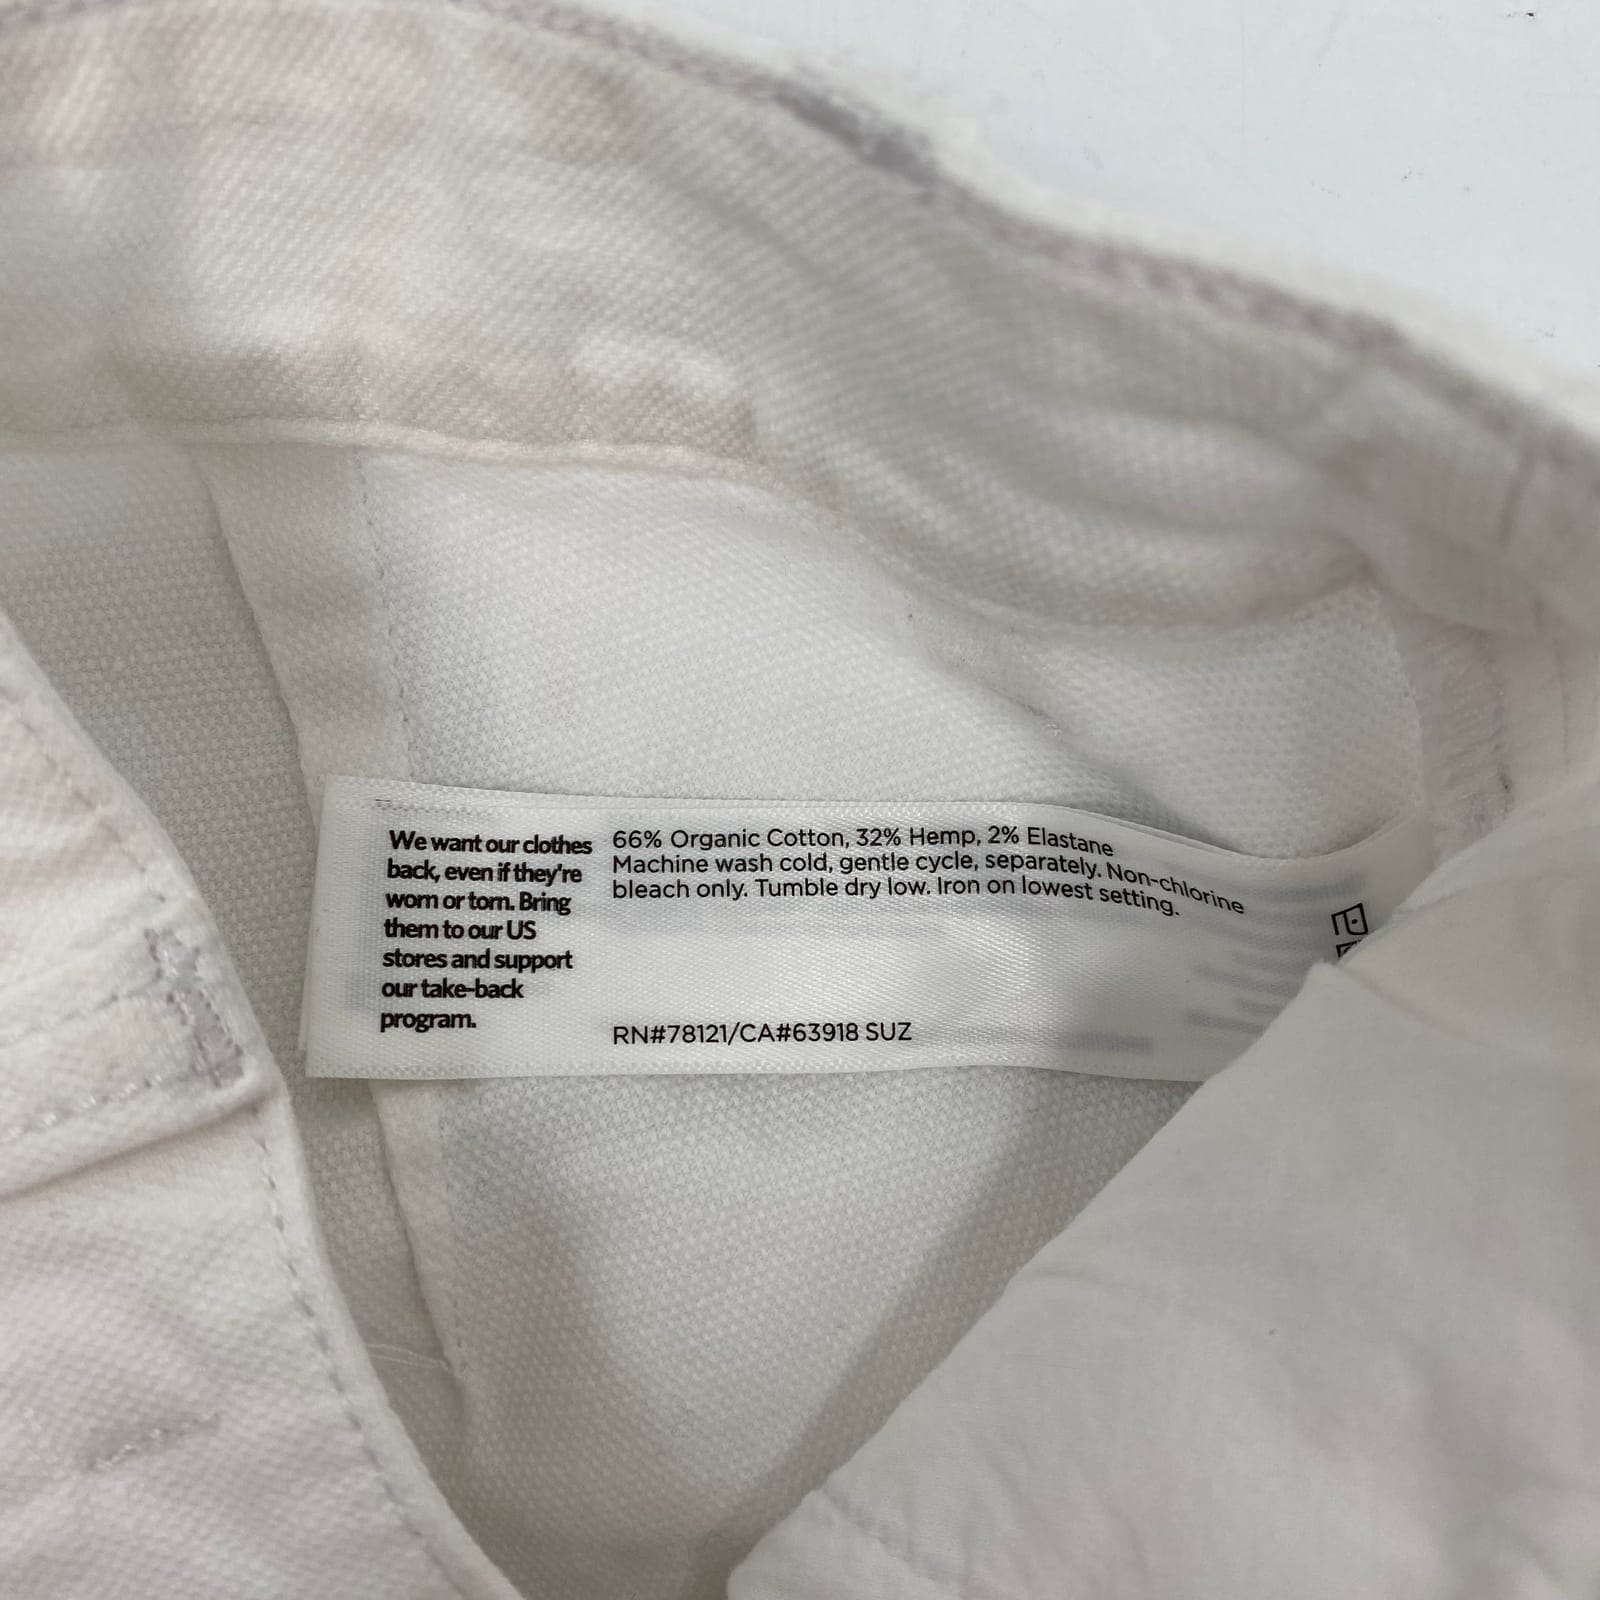 We want our clothes
back, even if they're
worn or torn. Bring
them to our US
stores and support
our take-back
program.
66% Organic Cotton, 32% Hemp, 2% Elastane
Machine wash cold, gentle cycle, separately. Non-chlorine
bleach only. Tumble dry low. Iron on lowest setting.
RN#78121/CA#63918 SUZ